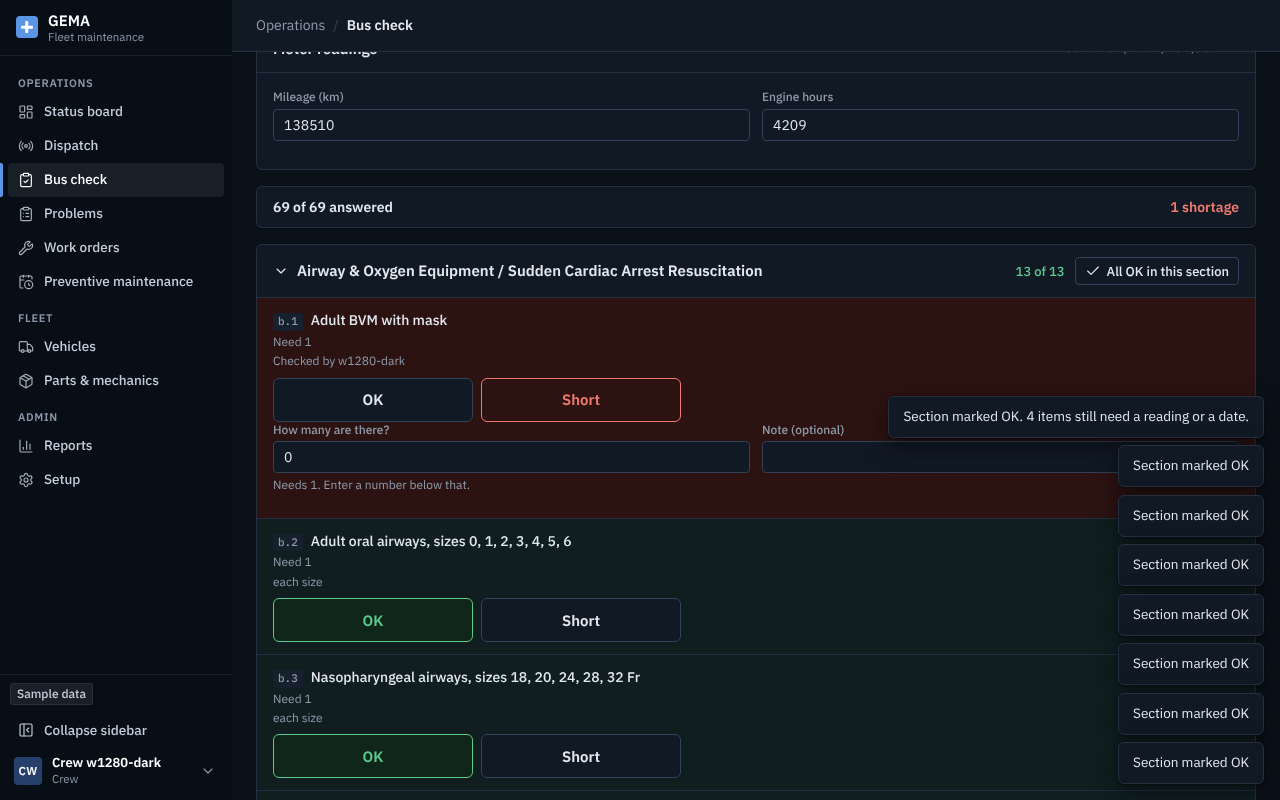 GEMA
Fleet maintenance
Operations / Bus check
OPERATIONS
Status board
Dispatch
Bus check
Problems
Work orders
Preventive maintenance
FLEET
Vehicles
Parts & mechanics
ADMIN
Reports
Setup
Sample data
Collapse sidebar
CW
Crew w1280-dark
Crew
Mileage (km)
Engine hours
138510
4209
69 of 69 answered
1 shortage
Airway & Oxygen Equipment / Sudden Cardiac Arrest Resuscitation
13 of 13
All OK in this section
b.1 Adult BVM with mask
Need 1
Checked by w1280-dark
OK
Short
How many are there?
Note (optional)
0
Needs 1. Enter a number below that.
b.2 Adult oral airways, sizes 0, 1, 2, 3, 4, 5, 6
Need 1
each size
OK
Short
b.3 Nasopharyngeal airways, sizes 18, 20, 24, 28, 32 Fr
Need 1
each size
OK
Short
Section marked OK. 4 items still need a reading or a date.
Section marked OK
Section marked OK
Section marked OK
Section marked OK
Section marked OK
Section marked OK
Section marked OK